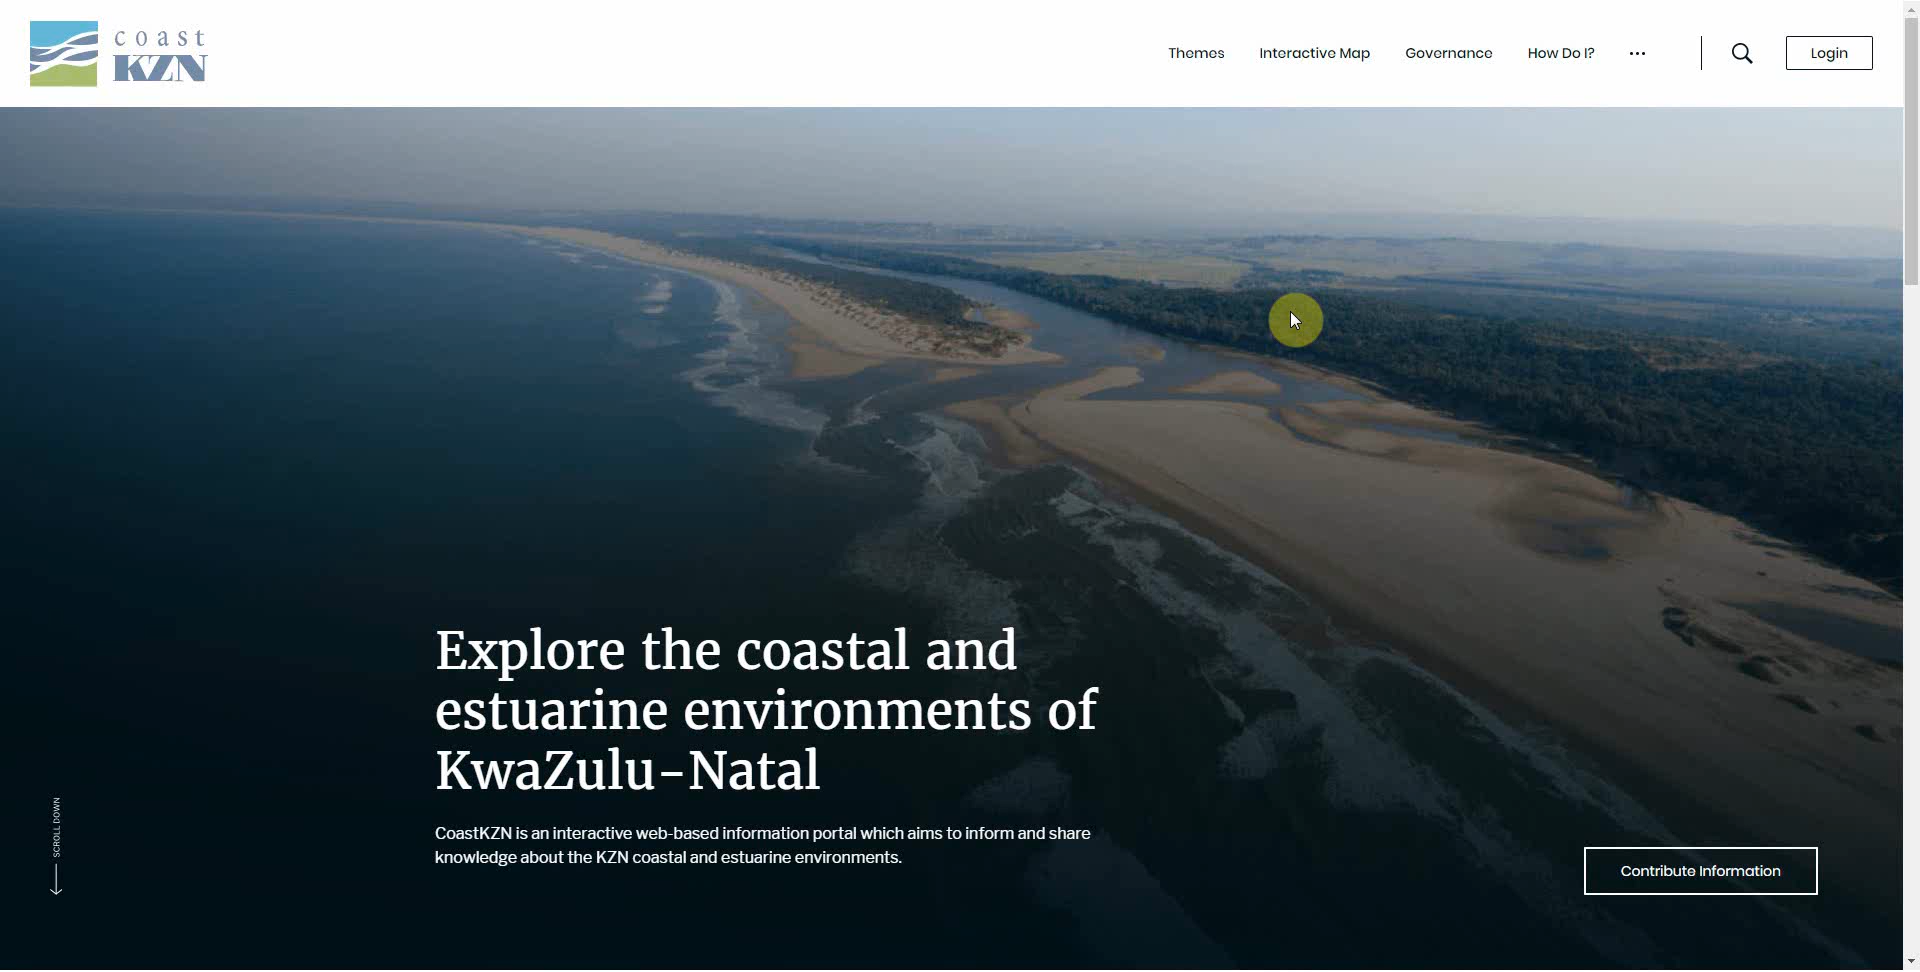 coast
KZN
Themes
Interactive Map
Governance
How Do I?
Login
Explore the coastal and
estuarine environments of
KwaZulu-Natal
CoastKZN is an interactive web-based information portal which aims to inform and share
knowledge about the KZN coastal and estuarine environments.
SCROLL DOWN
Contribute Information